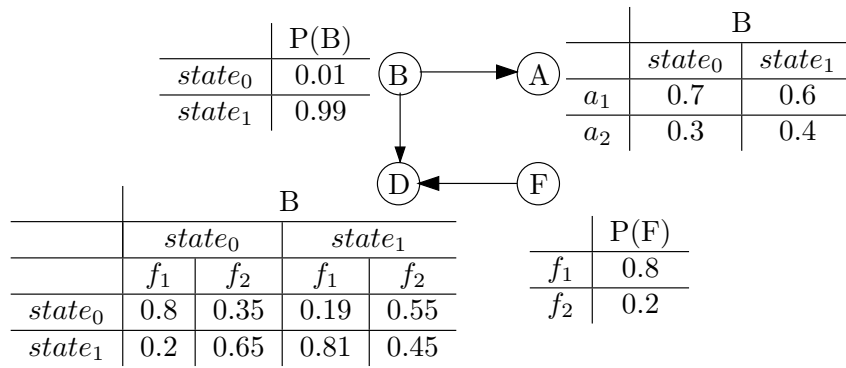 P(B)
state₀ 0.01
state₁ 0.99
B
A
B
state₀ state₁
a₁ 0.7 0.6
a₂ 0.3 0.4
D
F
B
state₀ state₁
f₁ f₂ f₁ f₂
state₀ 0.8 0.35 0.19 0.55
state₁ 0.2 0.65 0.81 0.45
P(F)
f₁ 0.8
f₂ 0.2